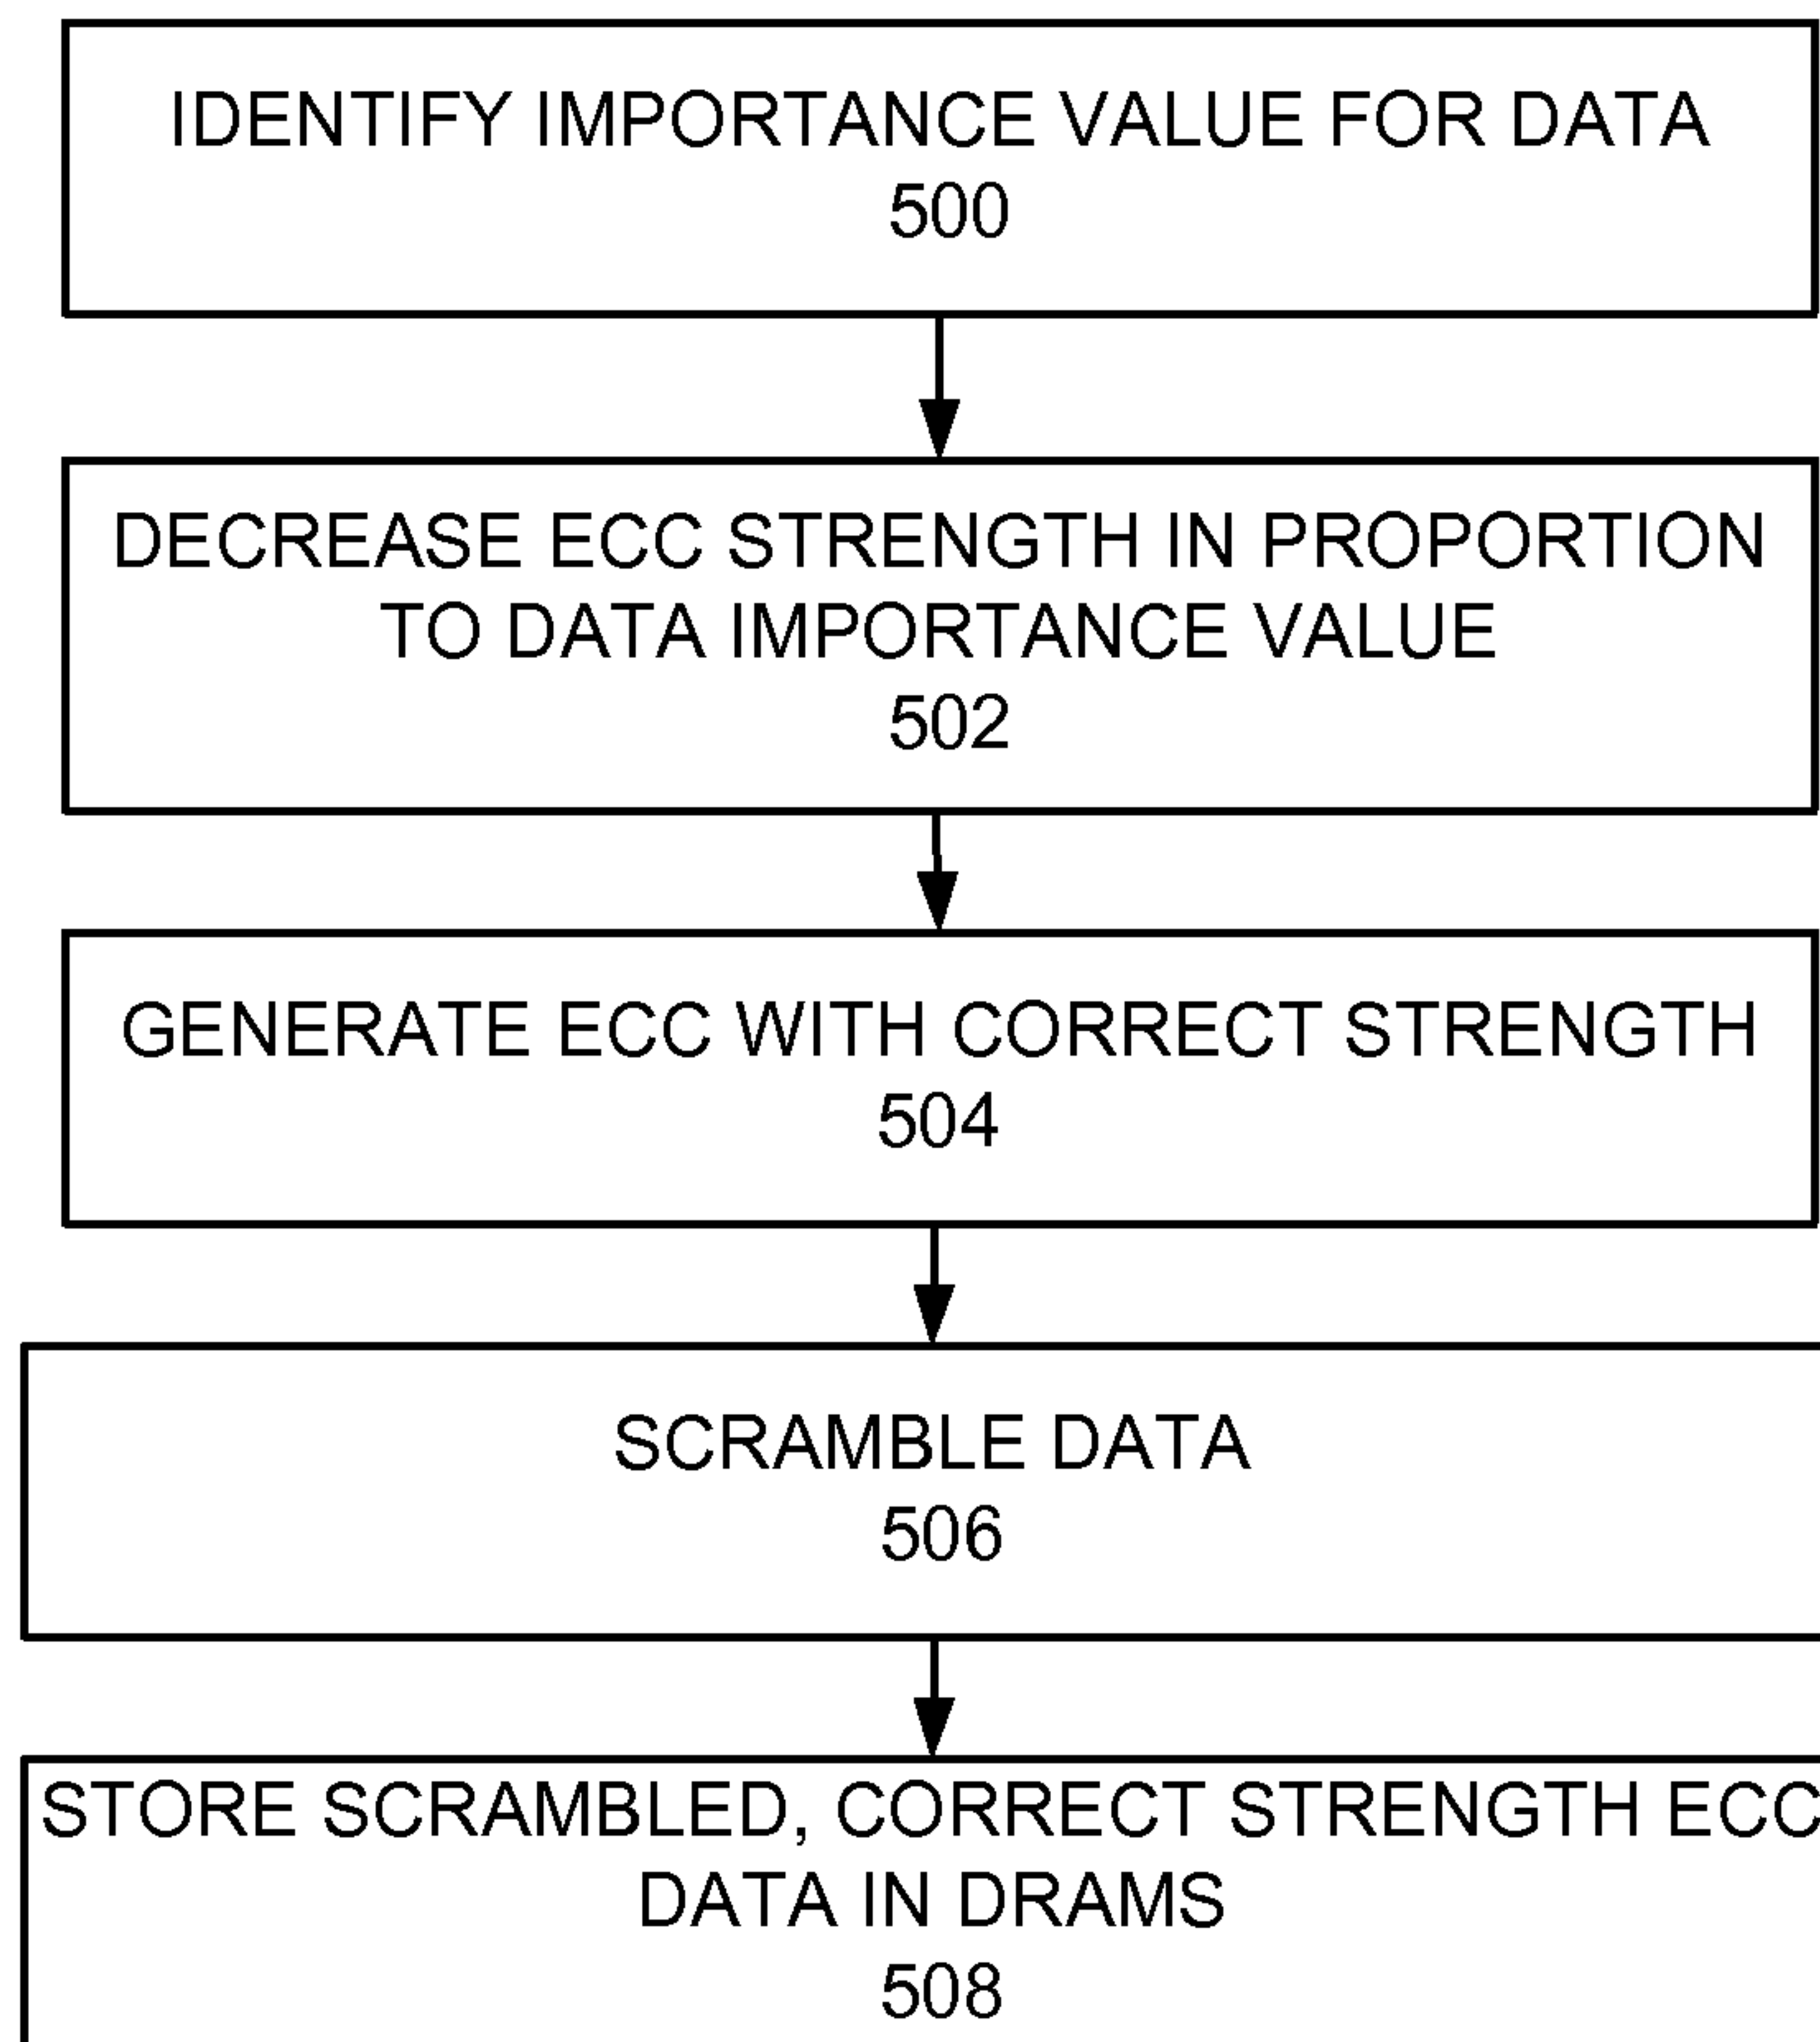 IDENTIFY IMPORTANCE VALUE FOR DATA
500
DECREASE ECC STRENGTH IN PROPORTION
TO DATA IMPORTANCE VALUE
502
GENERATE ECC WITH CORRECT STRENGTH
504
SCRAMBLE DATA
506
STORE SCRAMBLED, CORRECT STRENGTH ECC
DATA IN DRAMS
508